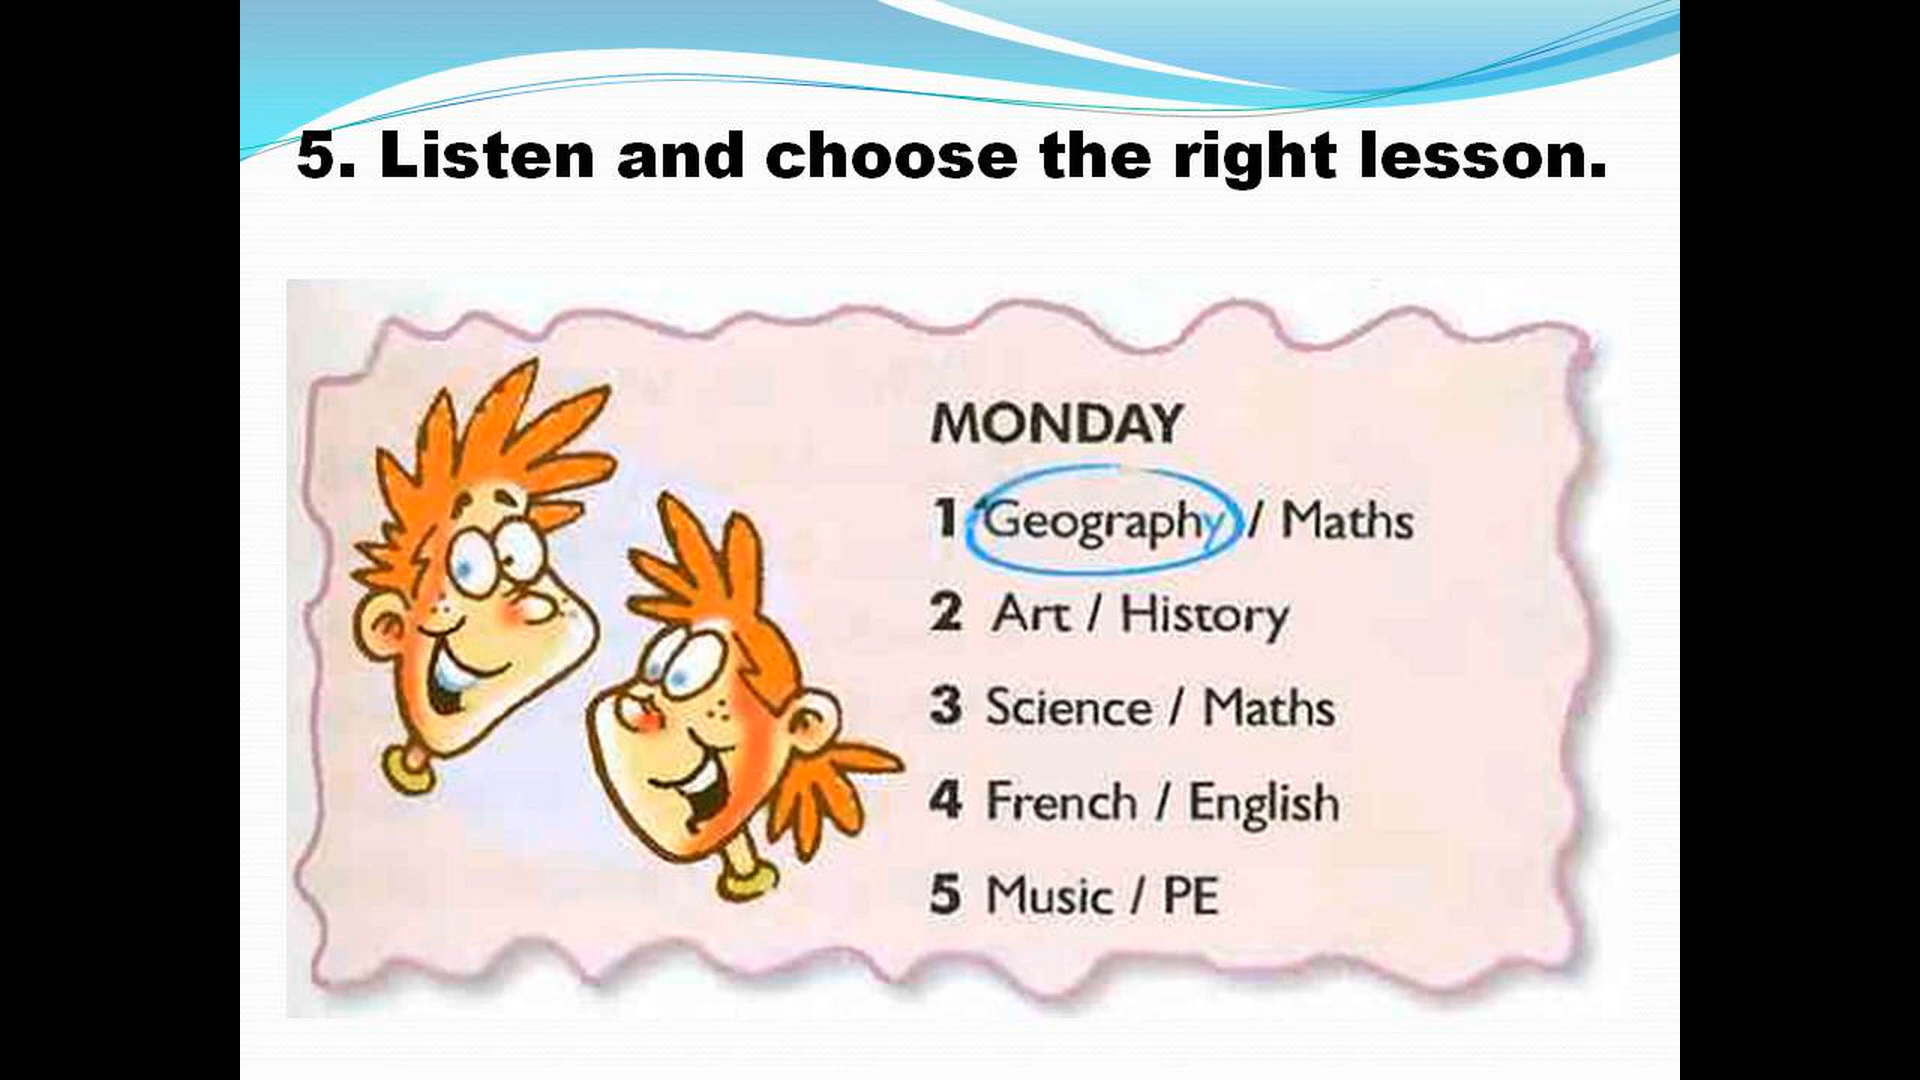 5. Listen and choose the right lesson.
MONDAY
1 Geography / Maths
2 Art / History
3 Science / Maths
4 French / English
5 Music / PE